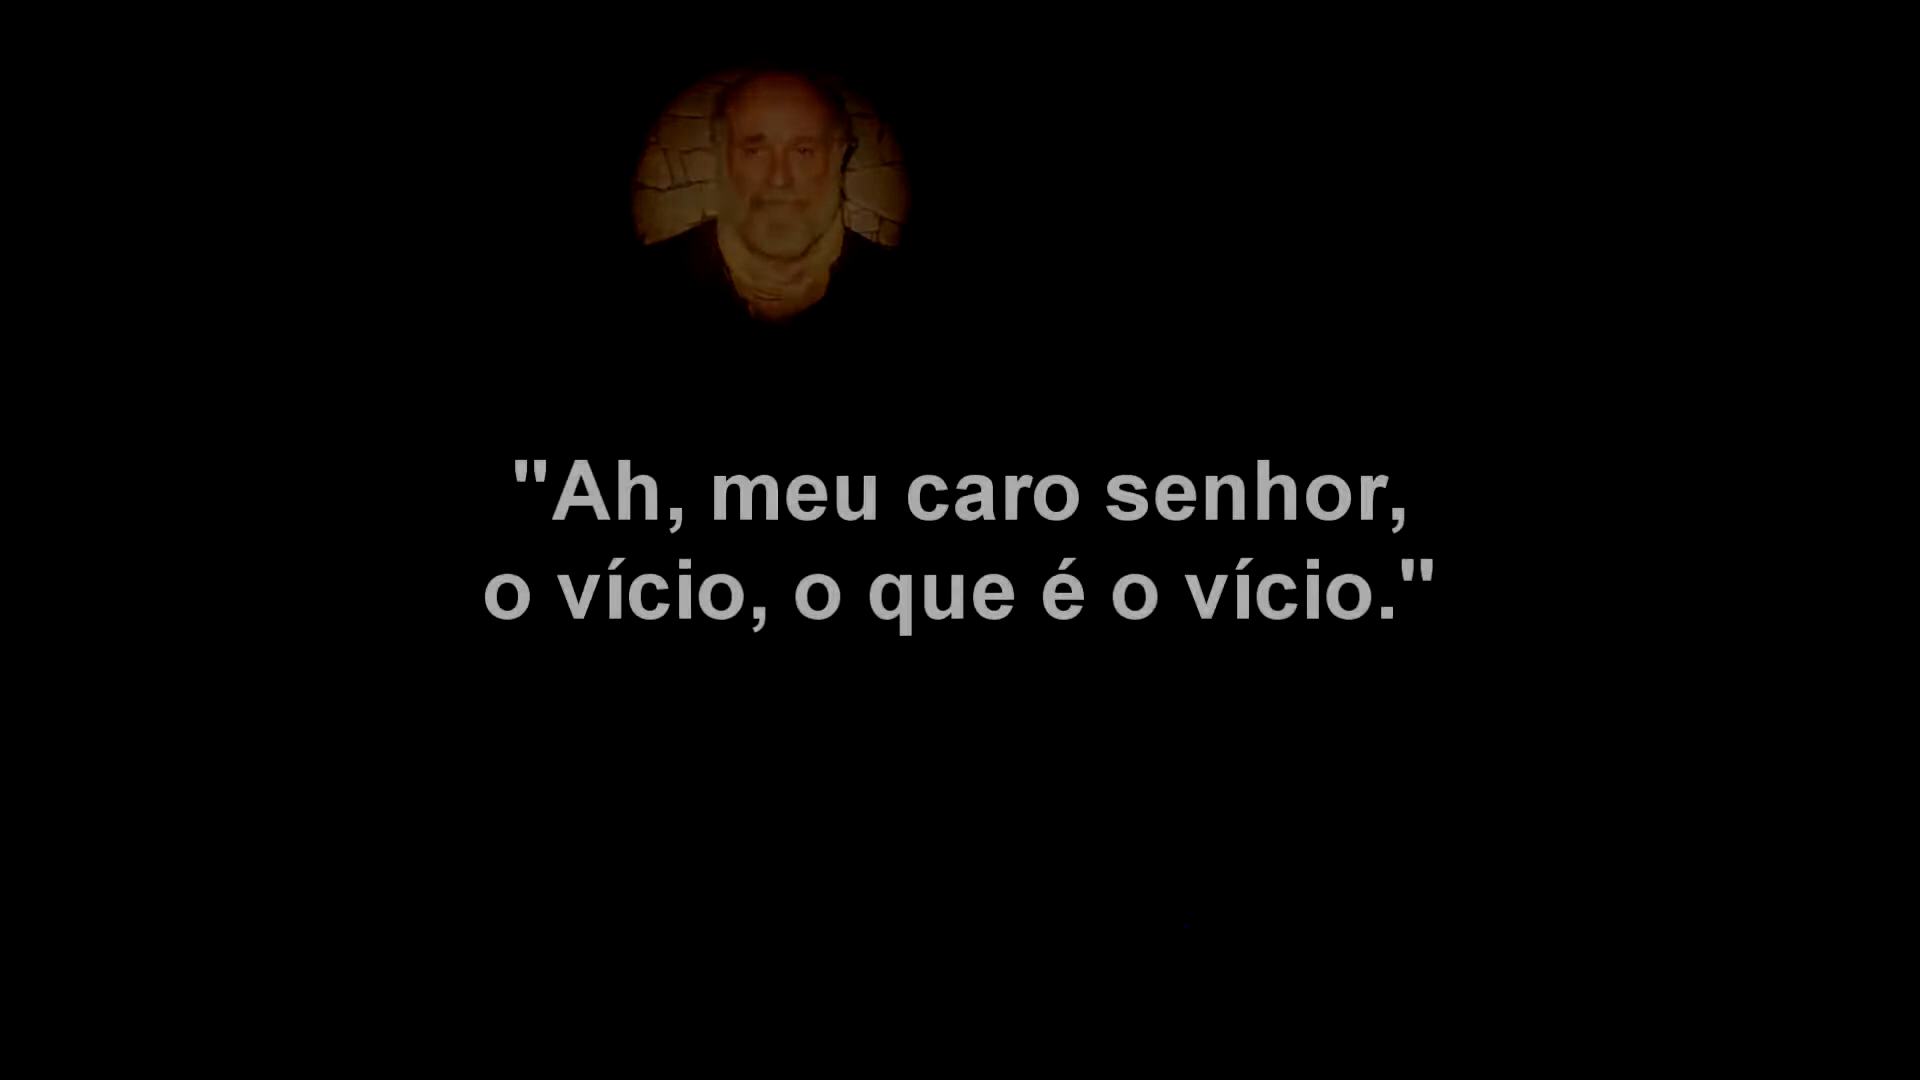 "Ah, meu caro senhor,
o vício, o que é o vício."